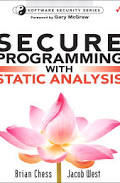 SOFTWARE SECURITY SERIES
Foreword by Gary McGraw
SECURE
PROGRAMMING
WITH
STATIC ANALYSIS
Brian Chess
Jacob West